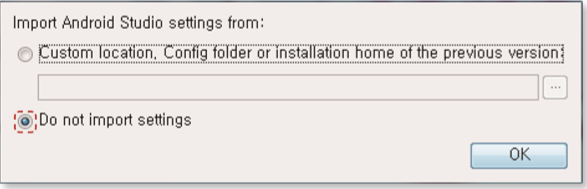 Import Android Studio settings from:
Custom location, Config folder or installation home of the previous version:
...
Do not import settings
OK